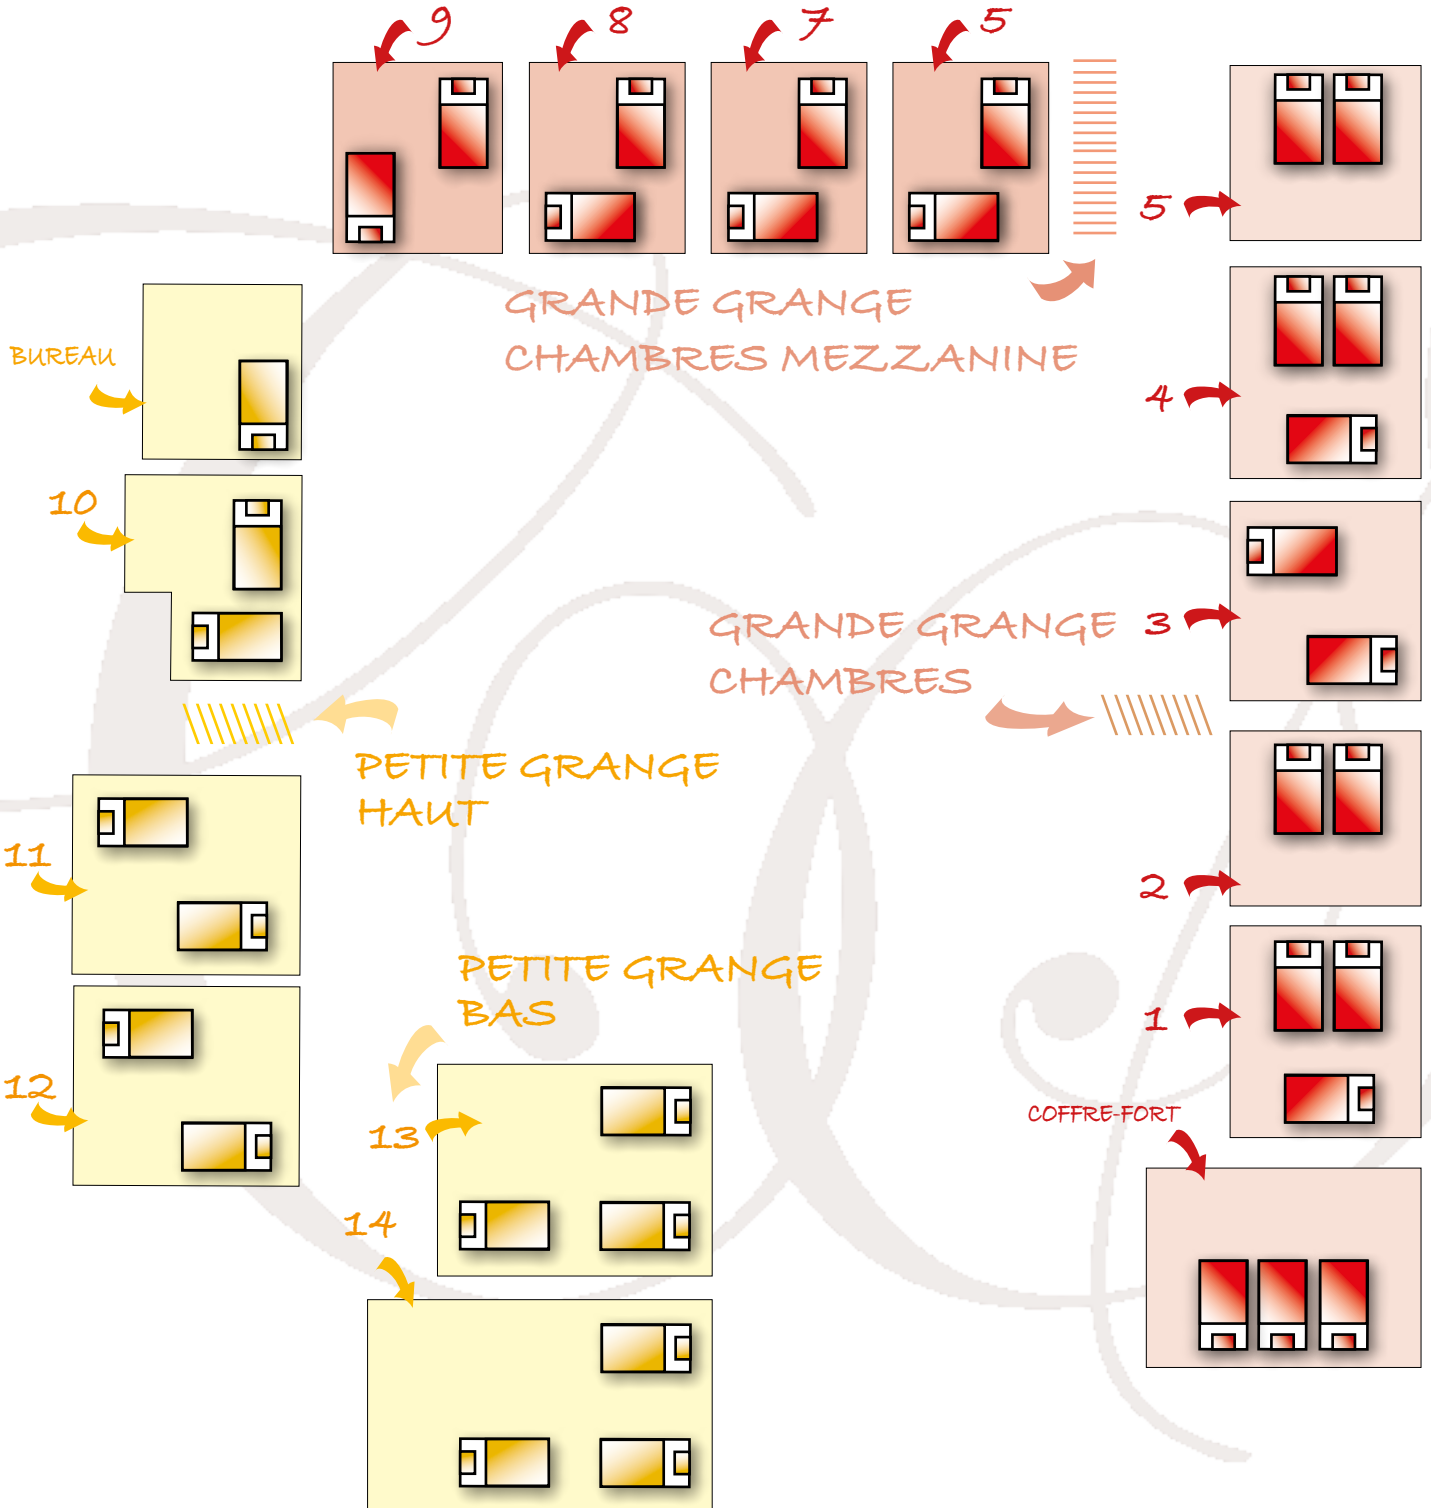 9
8
7
5
5
GRANDE GRANGE
CHAMBRES MEZZANINE
BUREAU
4
10
GRANDE GRANGE
CHAMBRES
3
PETITE GRANGE
HAUT
11
2
PETITE GRANGE
BAS
1
12
COFFRE-FORT
13
14